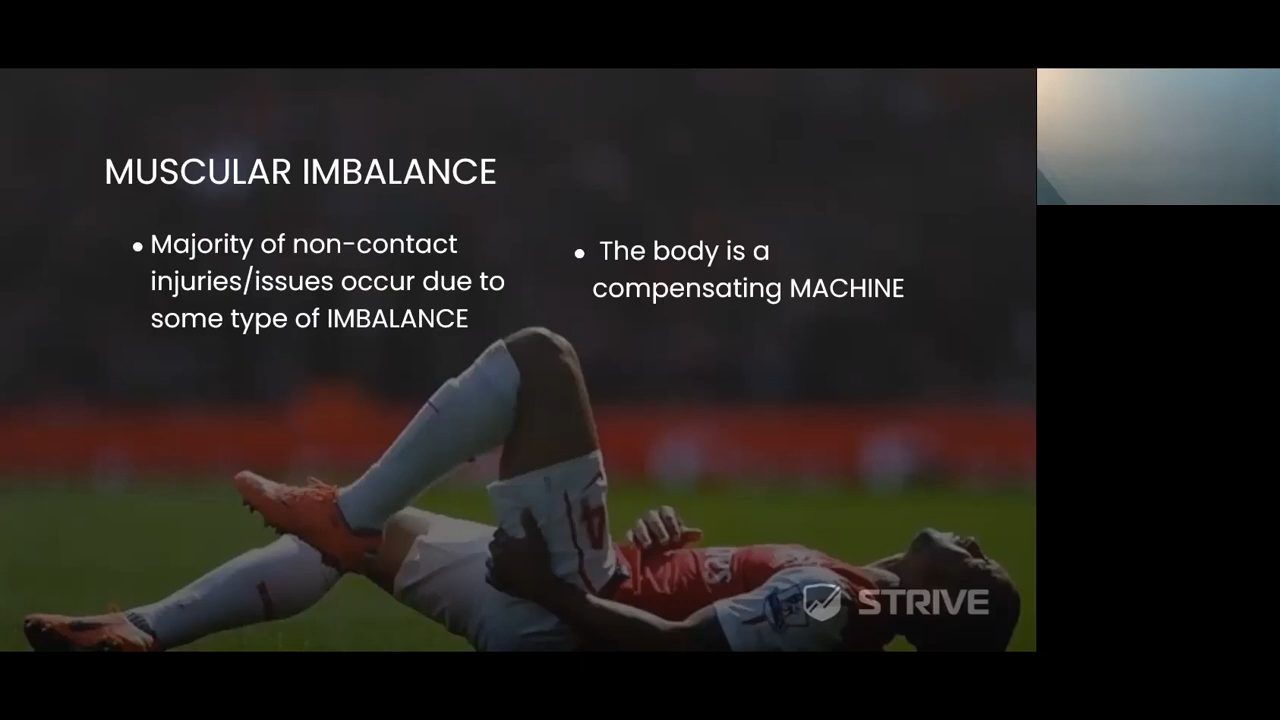 MUSCULAR IMBALANCE
• Majority of non-contact
injuries/issues occur due to
some type of IMBALANCE
• The body is a
compensating MACHINE
4
STRIVE